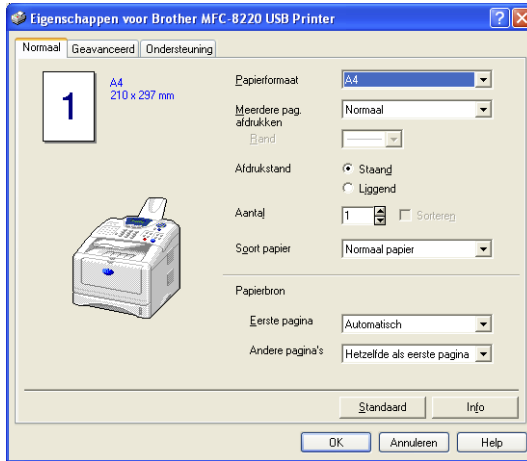 Eigenschappen voor Brother MFC-8220 USB Printer
Normaal Geavanceerd Ondersteuning
1
A4
210 x 297 mm
Papierformaat A4
Meerdere pag. afdrukken Normaal
Rand
Afdrukstand Staand
Liggend
Aantal 1 Sorteren
Soort papier Normaal papier
Papierbron
Eerste pagina Automatisch
Andere pagina's Hetzelfde als eerste pagina
Standaard Info
OK Annuleren Help